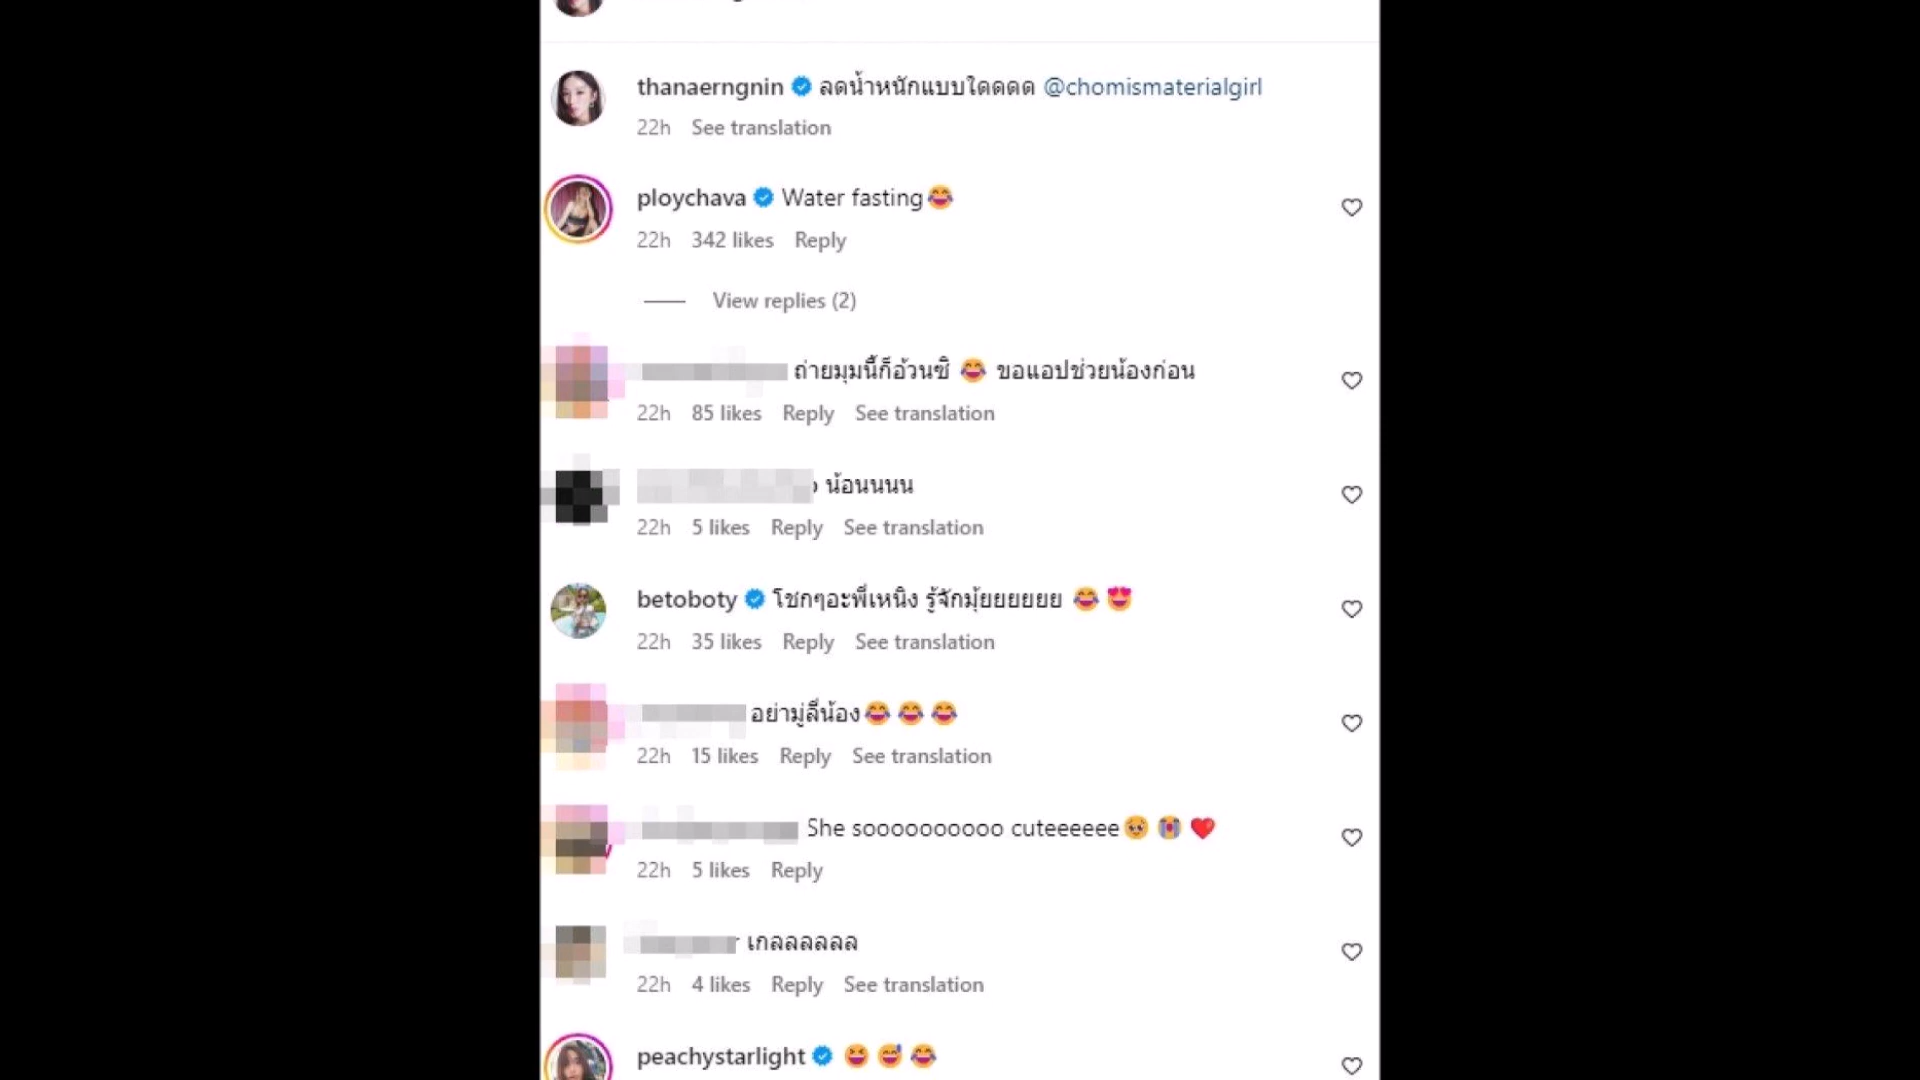 thanaerngnin ลดน้ำหนักแบบใดดดด @chomismaterialgirl
22h See translation
ploychava Water fasting😂
22h 342 likes Reply
View replies (2)
ถ่ายมุมนี้ก็อ้วนซิ 😂 ขอแอปช่วยน้องก่อน
22h 85 likes Reply See translation
น้อนนนน
22h 5 likes Reply See translation
betoboty โชกๆอะพี่เหนิง รู้จักมุ้ยยยยยย 😂 😍
22h 35 likes Reply See translation
อย่ามู่ลี่น้อง😂 😂 😂
22h 15 likes Reply See translation
She soooooooooo cuteeeeee🥺 😭 ❤️
22h 5 likes Reply
เกลลลลลล
22h 4 likes Reply See translation
peachystarlight 😆 😅 😂